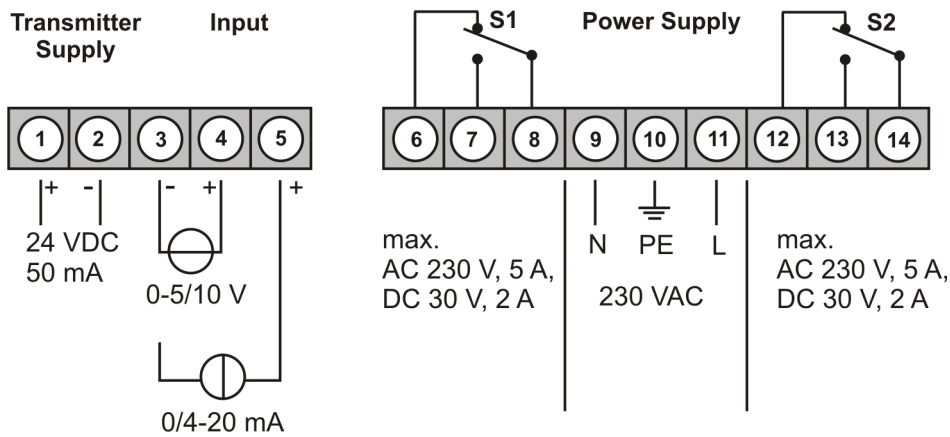 Transmitter
Supply
Input
S1
Power Supply
S2
1 2 3 4 5
6 7 8 9 10 11 12 13 14
+ - - + +
24 VDC
50 mA
0-5/10 V
0/4-20 mA
max.
AC 230 V, 5 A,
DC 30 V, 2 A
N PE L
230 VAC
max.
AC 230 V, 5 A,
DC 30 V, 2 A